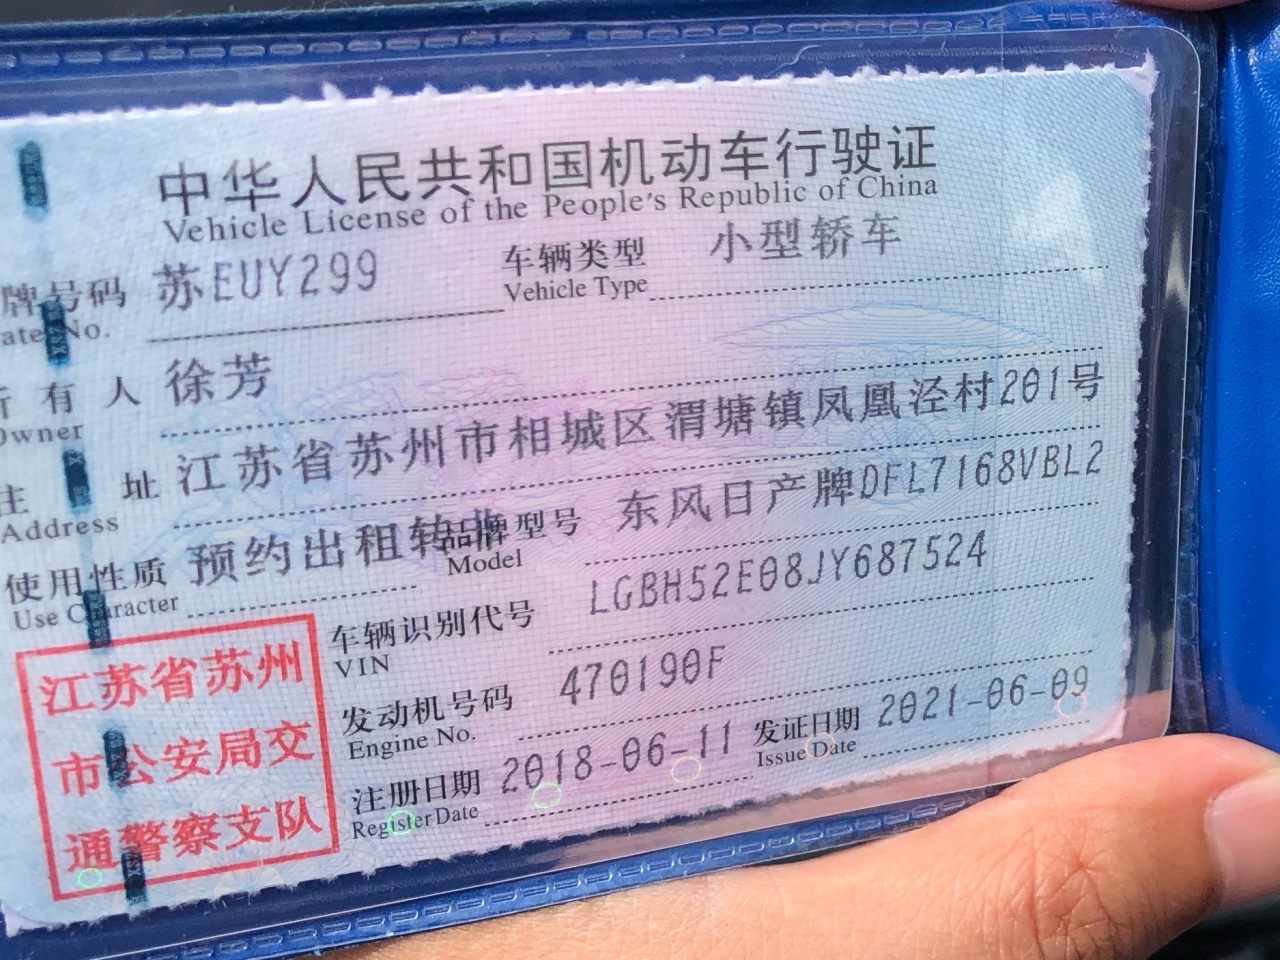 中华人民共和国机动车行驶证
Vehicle License of the People's Republic of China
牌号码 苏EUY299 车辆类型 小型轿车
ate No. Vehicle Type
所有人 徐芳
Owner
住址 江苏省苏州市相城区渭塘镇凤凰泾村201号
Address
使用性质 预约出租转非 品牌型号 东风日产牌DFL7168VBL2
Use Character Model
车辆识别代号 LGBH52E08JY687524
VIN
发动机号码 470190F
Engine No.
注册日期 2018-06-11 发证日期 2021-06-09
Register Date Issue Date
江苏省苏州
市公安局交
通警察支队